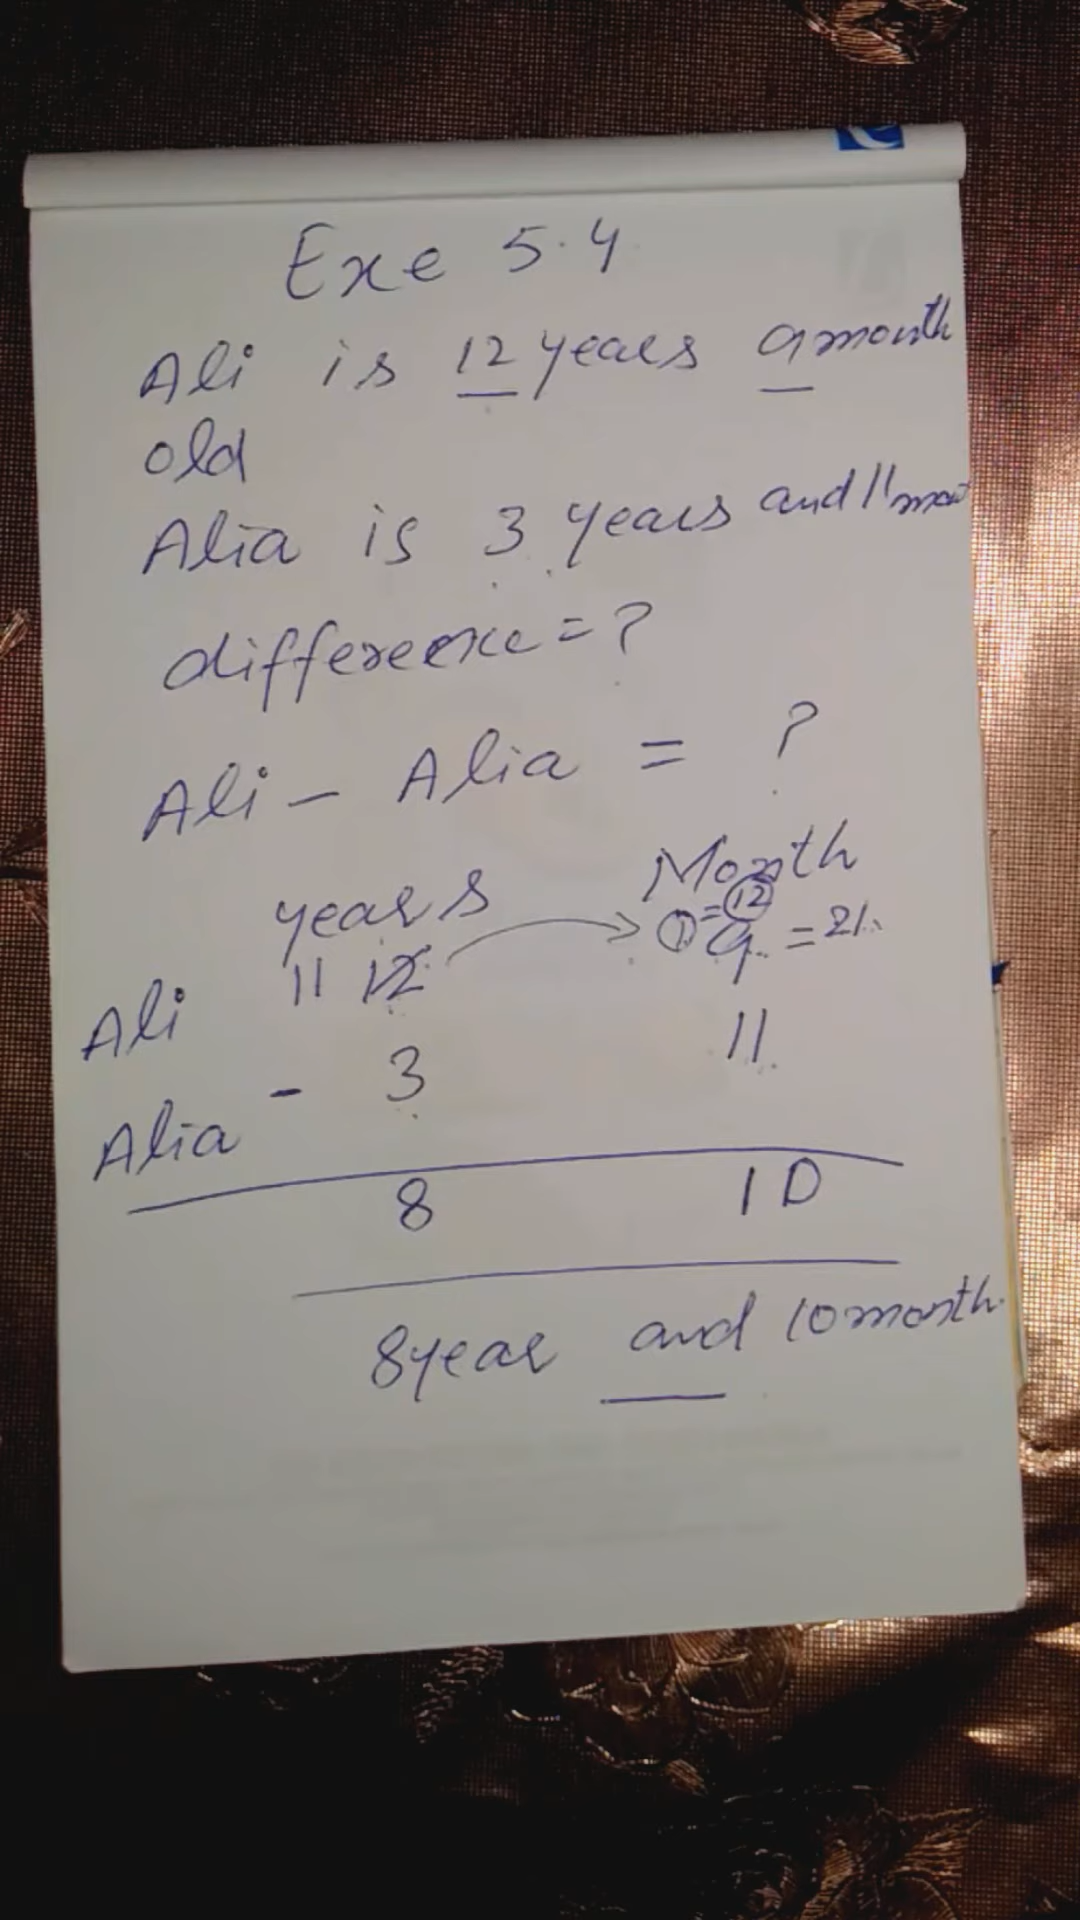 Exe 5.4
Ali is 12 years 9 month
old
Alia is 3 years and 11 mont
difference = ?
Ali - Alia = ?
years Month
Ali 11 12 → 1 = 12 9 = 21
Alia - 3 11
8 10
8 year and 10 month.